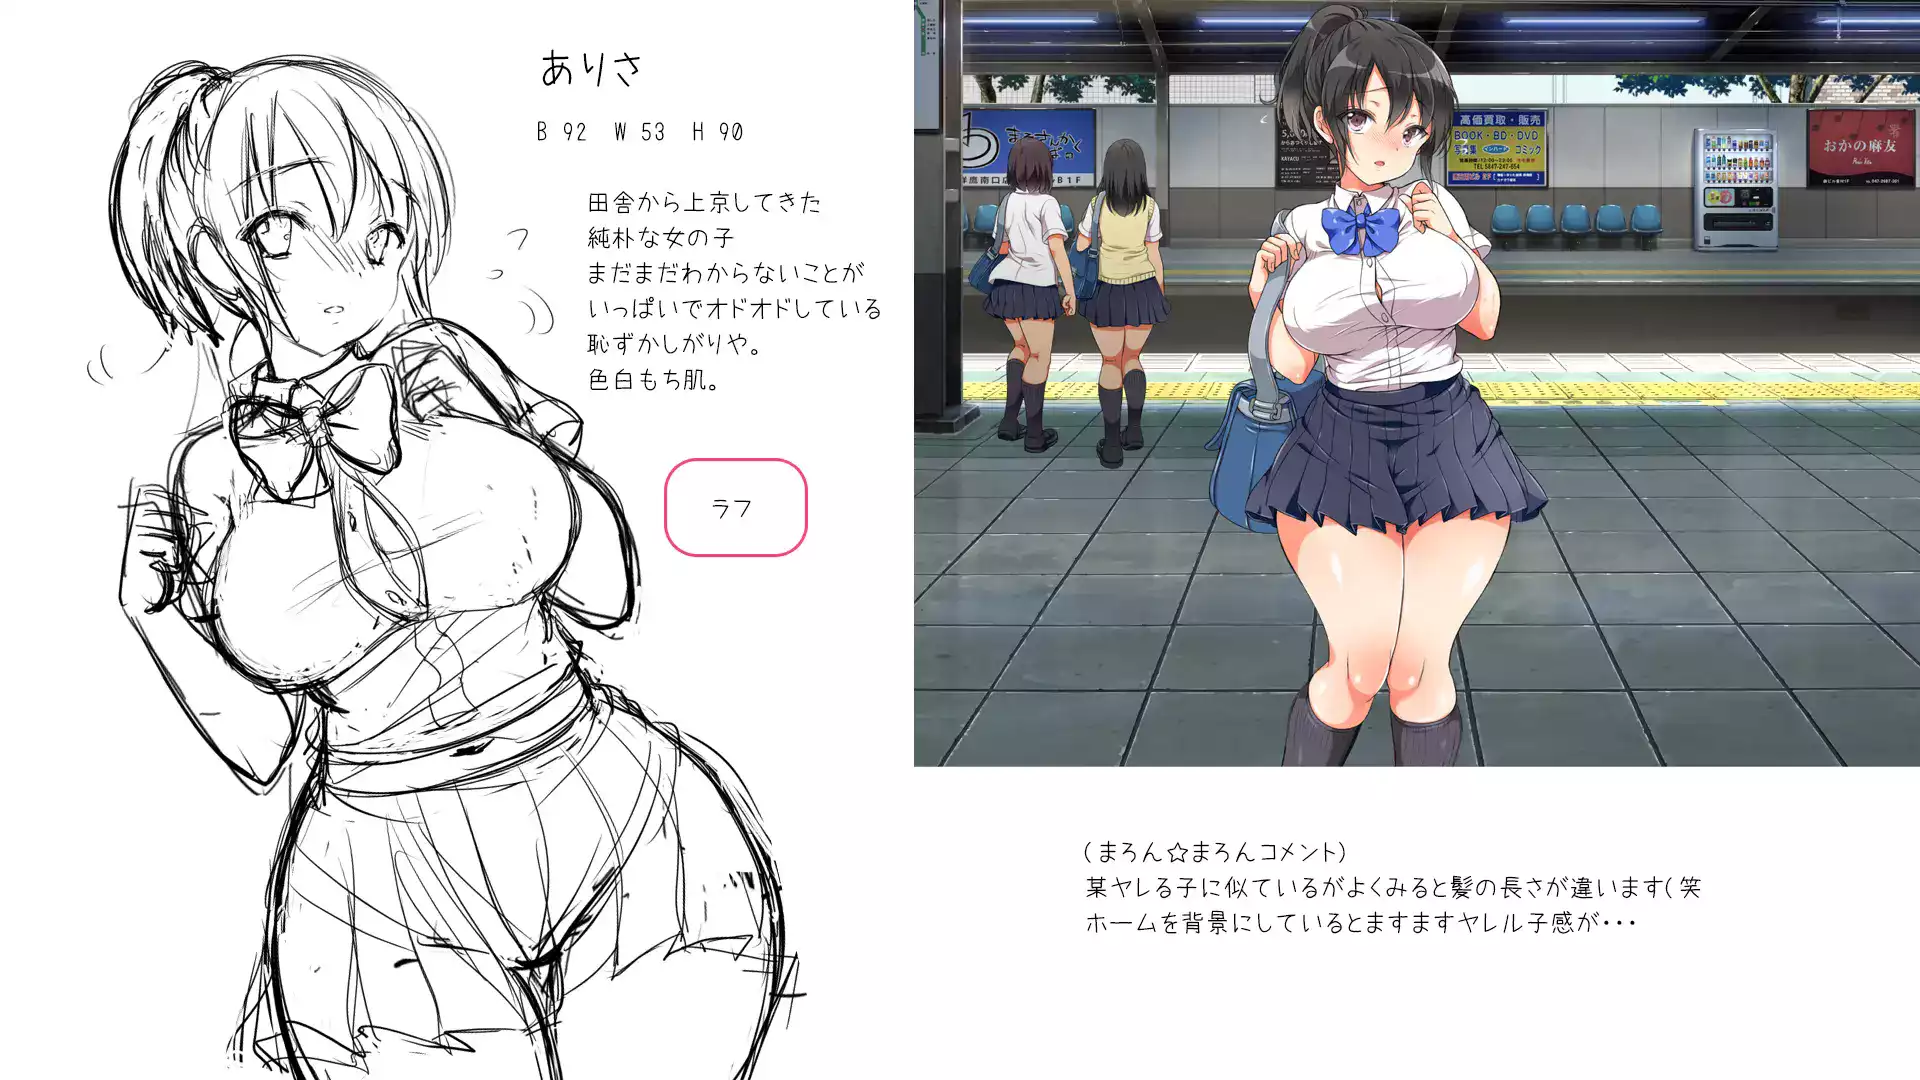 ありさ
B 92 W 53 H 90
田舎から上京してきた
純朴な女の子
まだまだわからないことが
いっぱいでオドオドしている
恥ずかしがりや。
色白もち肌。
ラフ
高価買取・販売
BOOK・BD・DVD
コミック
TEL 5847-247-654
おかの麻友
(まろん☆まろんコメント)
某ヤレる子に似ているがよくみると髪の長さが違います(笑
ホームを背景にしているとますますヤレル子感が・・・